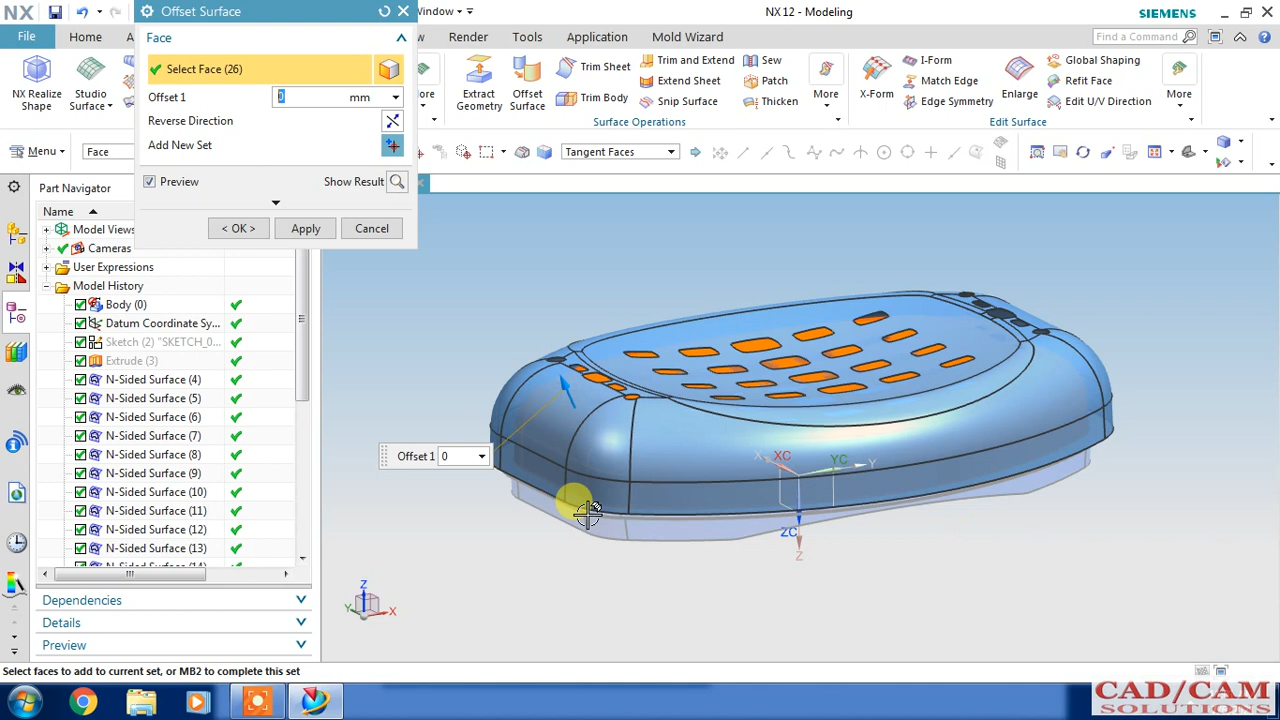 NX
Window
NX 12 - Modeling
SIEMENS
Offset Surface
File
Home
Render
Tools
Application
Mold Wizard
Find a Command
Face
Select Face (26)
Offset 1
0
mm
Reverse Direction
Add New Set
Preview
Show Result
< OK >
Apply
Cancel
NX Realize
Shape
Studio
Surface
More
Extract
Geometry
Offset
Surface
Trim Sheet
Trim Body
Trim and Extend
Extend Sheet
Snip Surface
Sew
Patch
Thicken
More
Surface Operations
X-Form
I-Form
Match Edge
Edge Symmetry
Enlarge
Global Shaping
Refit Face
Edit U/V Direction
More
Edit Surface
Menu
Face
Tangent Faces
Part Navigator
Name
Model Views
Cameras
User Expressions
Model History
Body (0)
Datum Coordinate Sy...
Sketch (2) "SKETCH_0...
Extrude (3)
N-Sided Surface (4)
N-Sided Surface (5)
N-Sided Surface (6)
N-Sided Surface (7)
N-Sided Surface (8)
N-Sided Surface (9)
N-Sided Surface (10)
N-Sided Surface (11)
N-Sided Surface (12)
N-Sided Surface (13)
N-Sided Surface (14)
Dependencies
Details
Preview
Offset 1
0
X
XC
YC
Y
ZC
Z
Z
Y
X
Select faces to add to current set, or MB2 to complete this set
CAD/CAM
SOLUTIONS